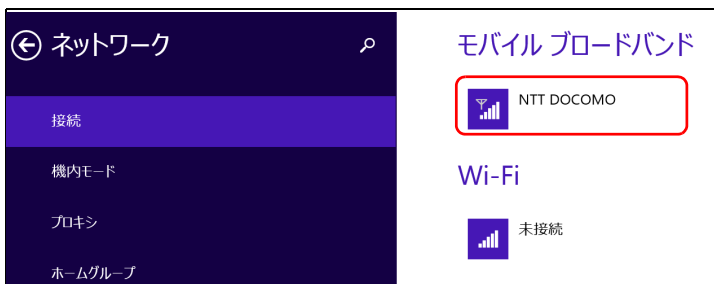 ネットワーク
接続
機内モード
プロキシ
ホームグループ
モバイル ブロードバンド
NTT DOCOMO
Wi-Fi
未接続